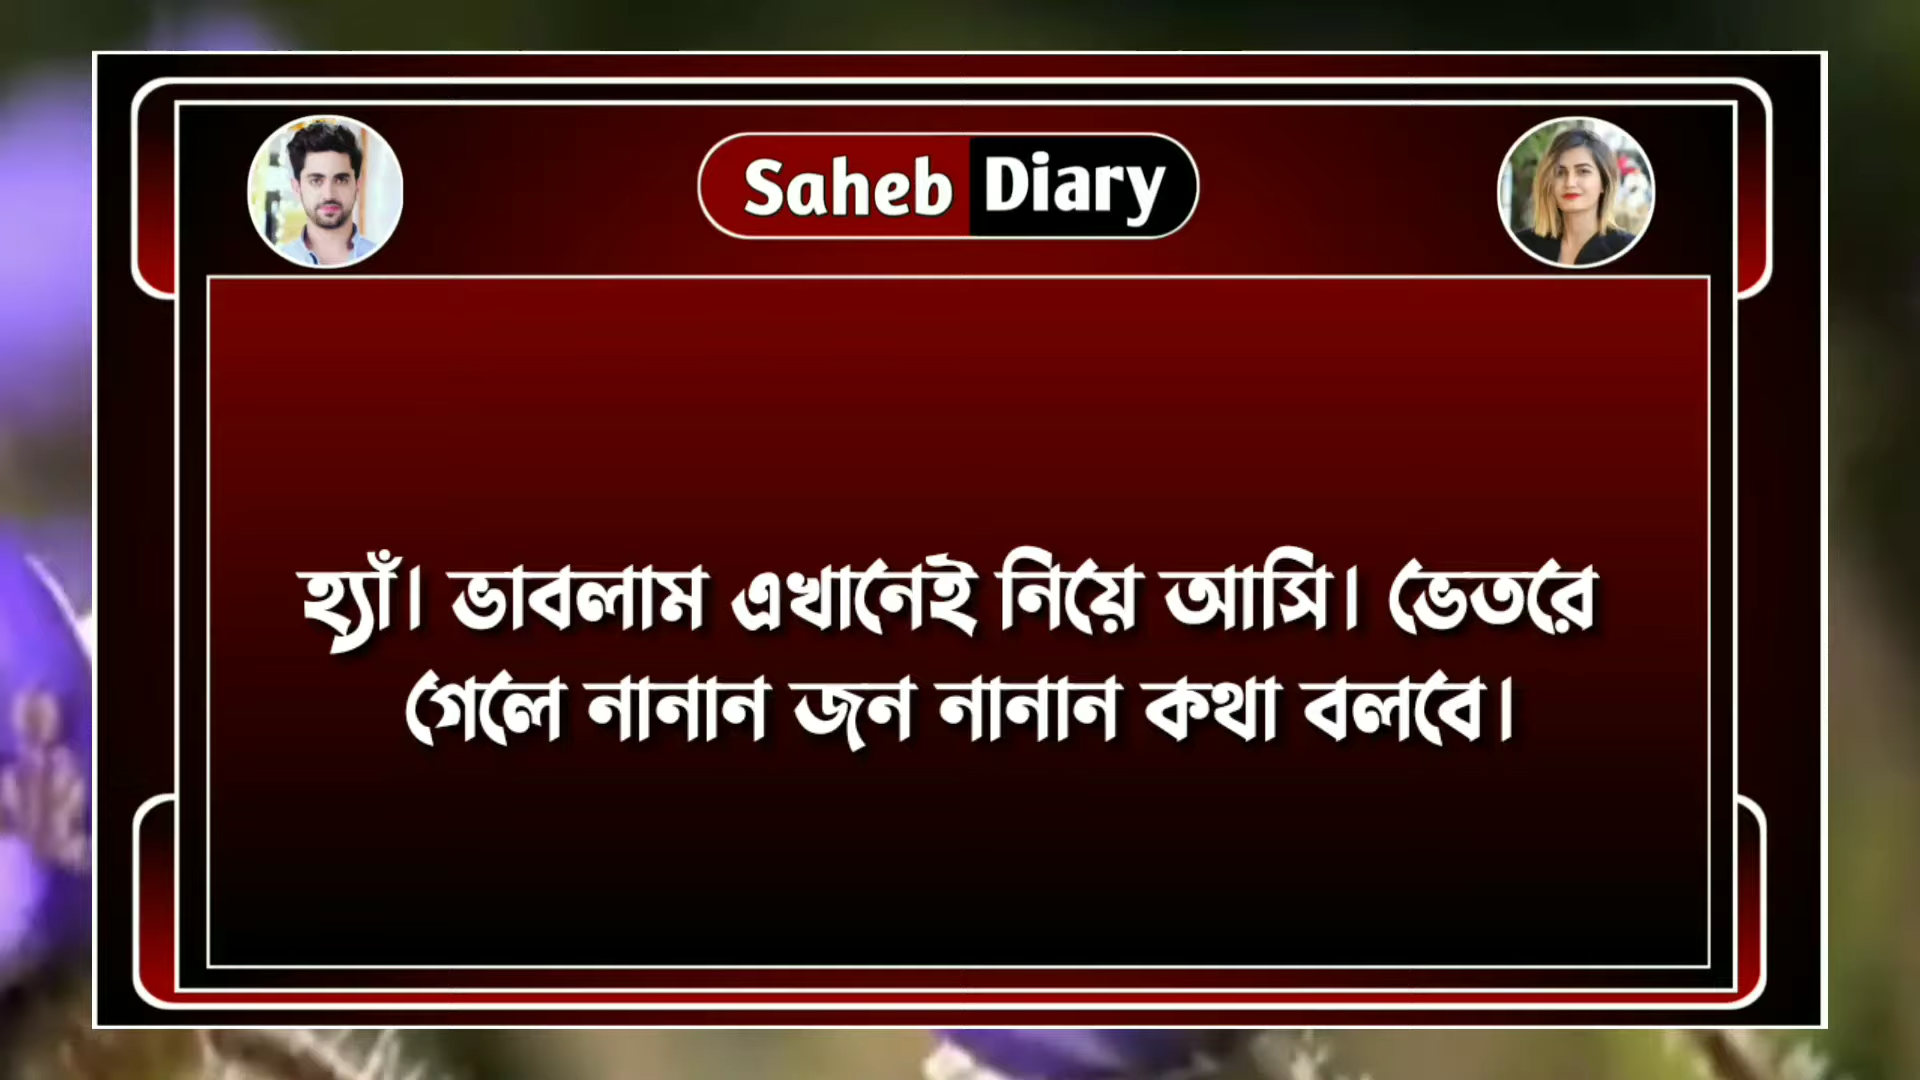 Saheb Diary
হ্যাঁ। ভাবলাম এখানেই নিয়ে আসি। ভেতরে
গেলে নানান জন নানান কথা বলবে।